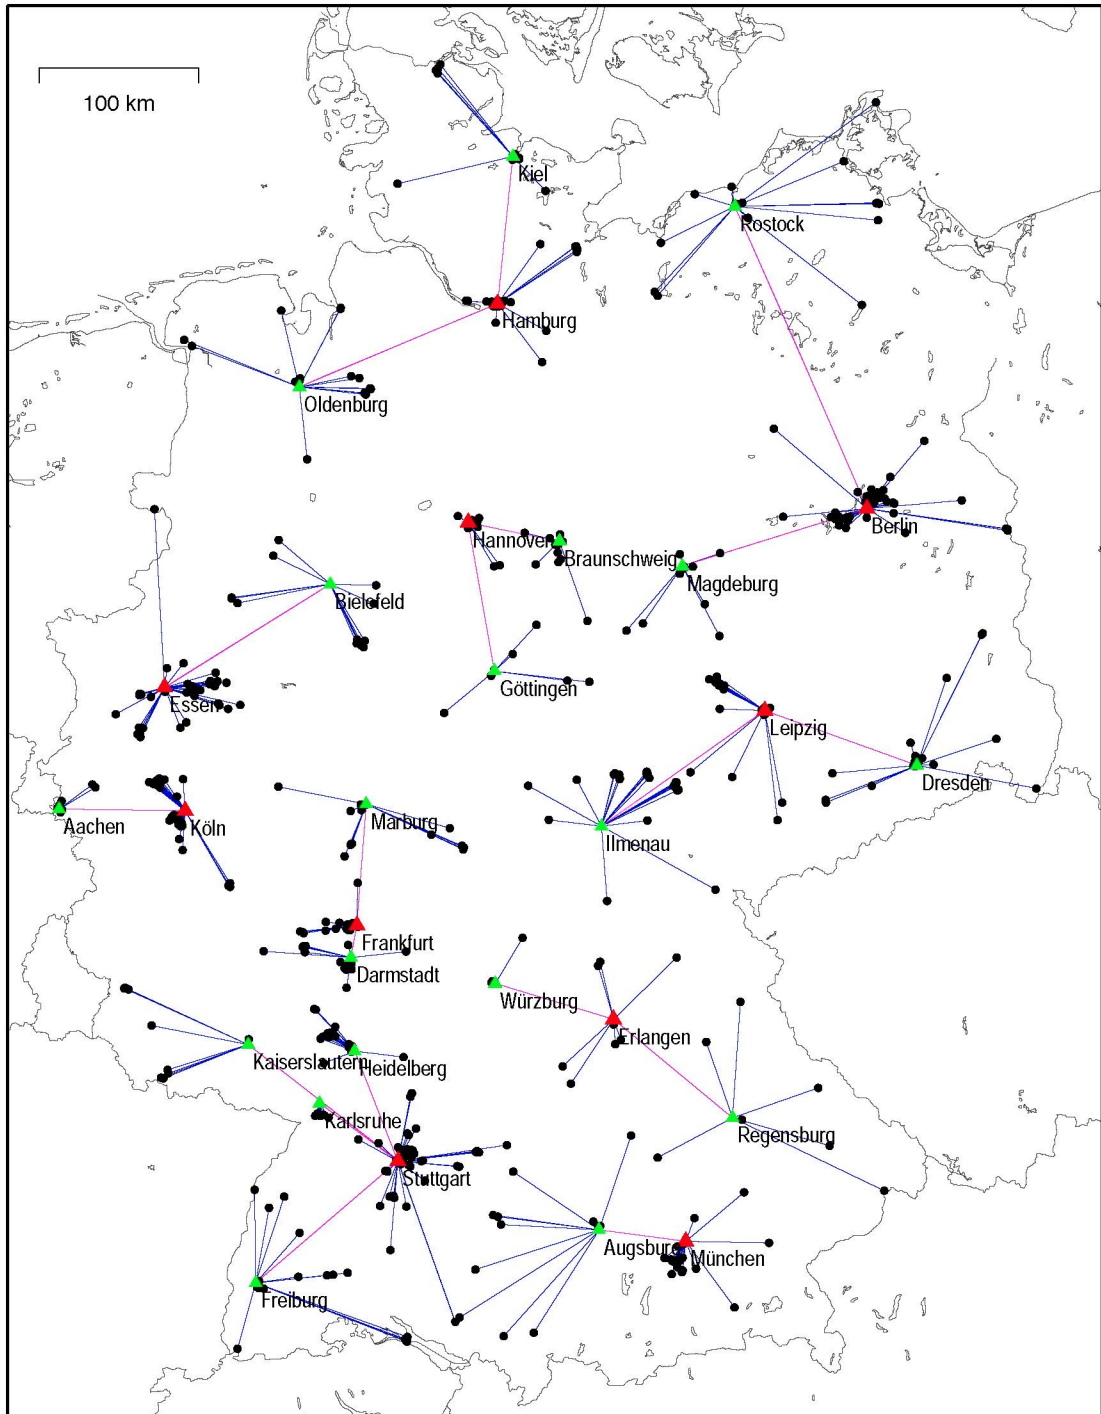 100 km
Kiel
Rostock
Hamburg
Oldenburg
Berlin
Hannover
Braunschweig
Magdeburg
Bielefeld
Göttingen
Essen
Leipzig
Dresden
Aachen
Köln
Marburg
Ilmenau
Frankfurt
Darmstadt
Würzburg
Erlangen
Kaiserslautern
Heidelberg
Karlsruhe
Regensburg
Stuttgart
Augsburg
München
Freiburg